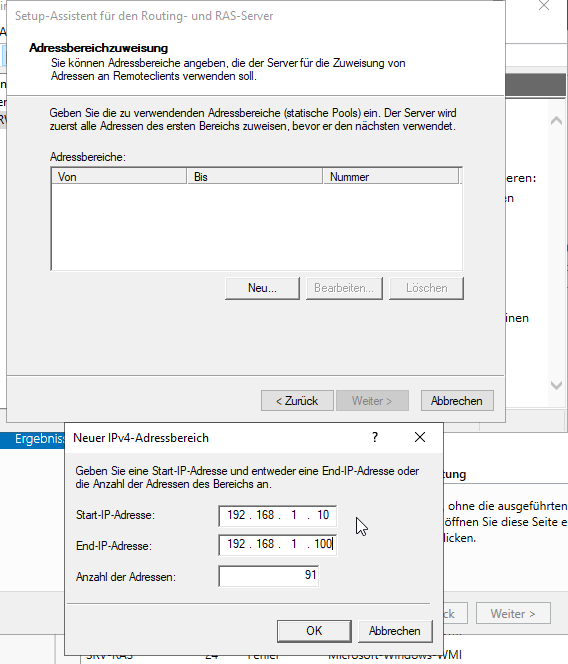 Setup-Assistent für den Routing- und RAS-Server
Adressbereichzuweisung
Sie können Adressbereiche angeben, die der Server für die Zuweisung von
Adressen an Remoteclients verwenden soll.
Geben Sie die zu verwendenden Adressbereiche (statische Pools) ein. Der Server wird
zuerst alle Adressen des ersten Bereichs zuweisen, bevor er den nächsten verwendet.
Adressbereiche:
Von Bis Nummer
Neu... Bearbeiten... Löschen
< Zurück Weiter > Abbrechen
eren:
en
inen
Ergebniss
Neuer IPv4-Adressbereich ?
Geben Sie eine Start-IP-Adresse und entweder eine End-IP-Adresse oder
die Anzahl der Adressen des Bereichs an.
Start-IP-Adresse: 192 . 168 . 1 . 10
End-IP-Adresse: 192 . 168 . 1 . 100
Anzahl der Adressen: 91
OK Abbrechen
tung
ohne die ausgeführten
öffnen Sie diese Seite e
licken.
ck Weiter >
SRV-RAS 24 Fehler Microsoft-Windows-WMI